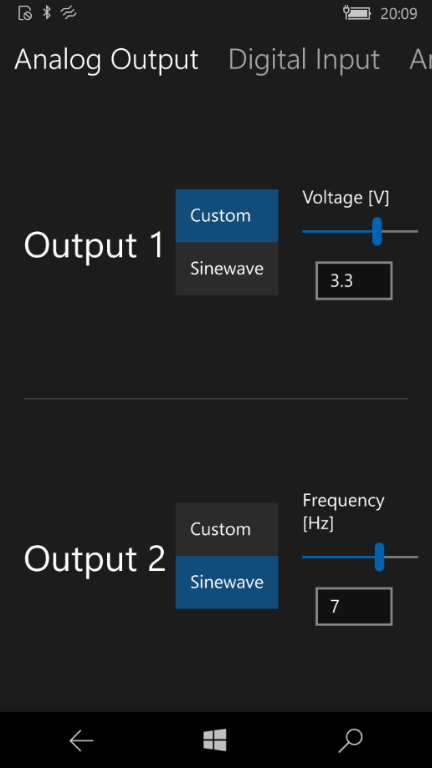 20:09
Analog Output Digital Input
Output 1
Custom
Sinewave
Voltage [V]
3.3
Output 2
Custom
Sinewave
Frequency
[Hz]
7